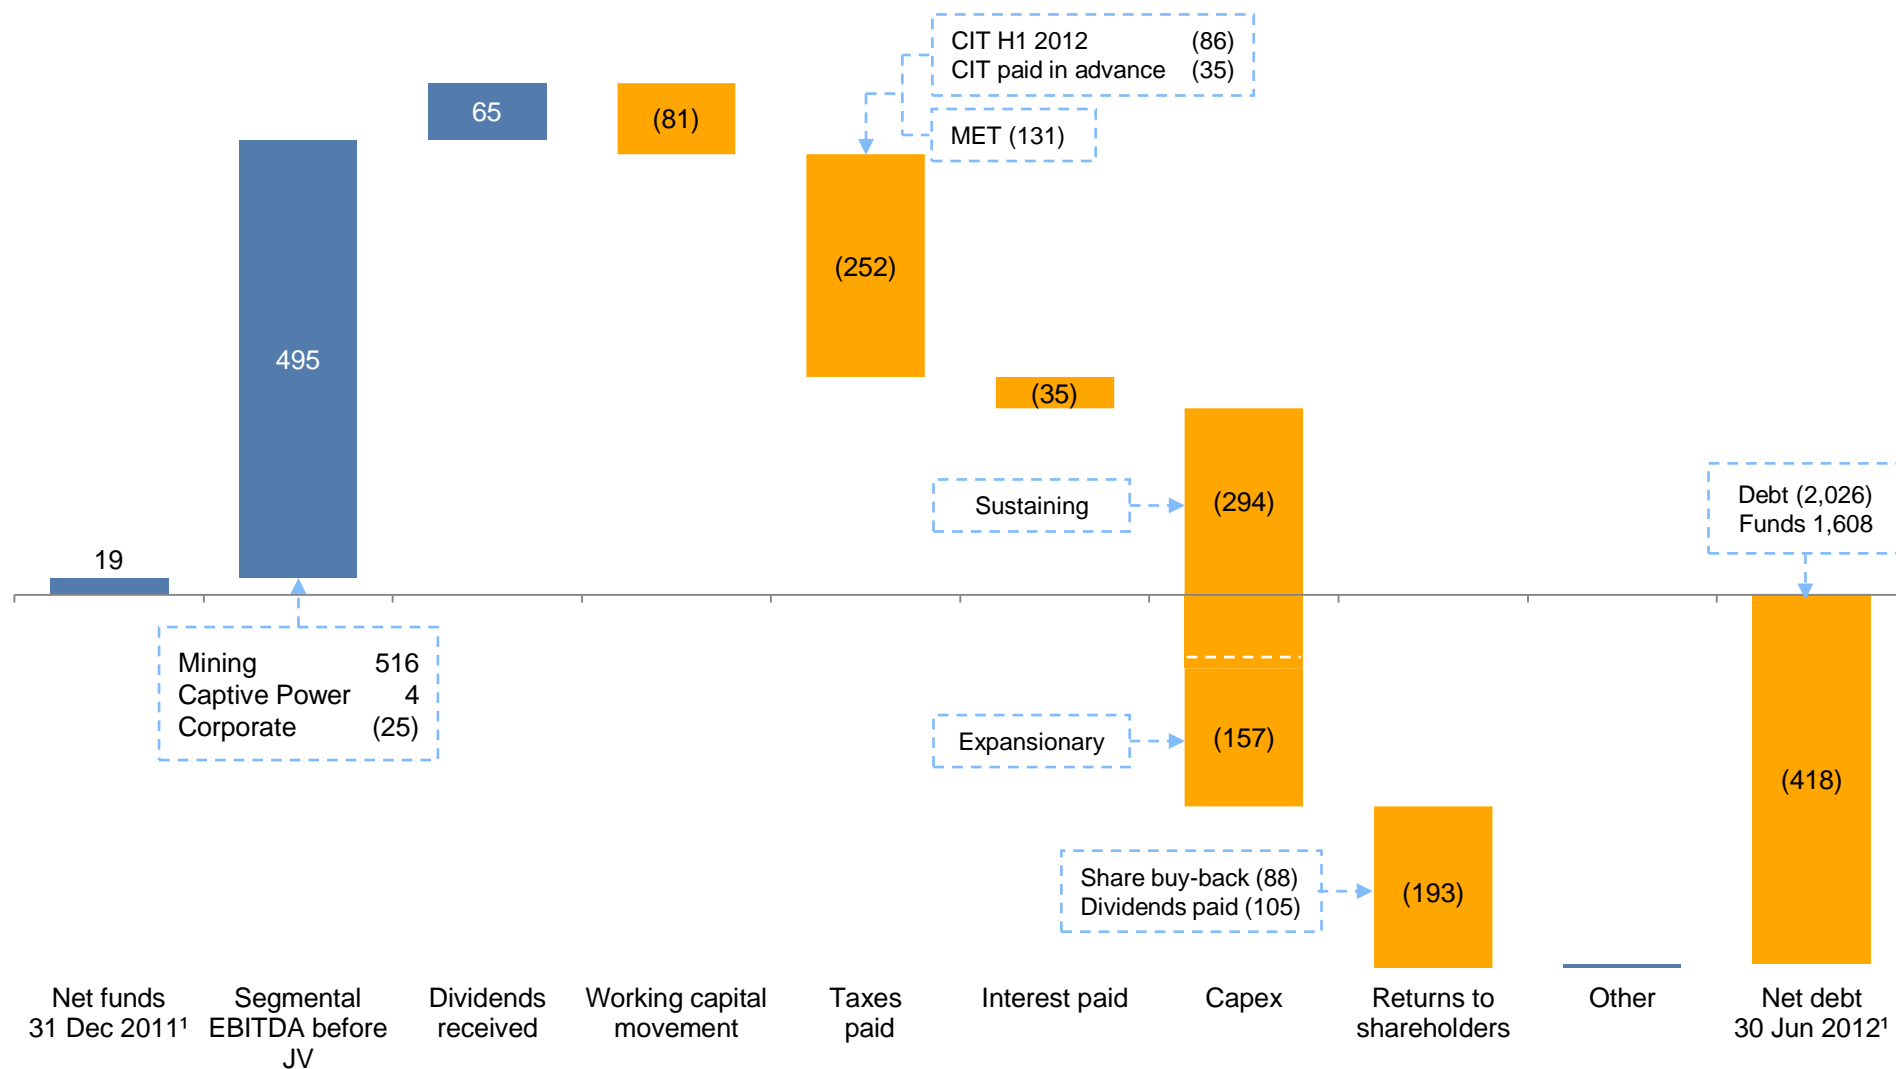 CIT H1 2012 (86)
CIT paid in advance (35)
MET (131)
65
(81)
(252)
495
(35)
Sustaining
(294)
Debt (2,026)
Funds 1,608
19
Mining 516
Captive Power 4
Corporate (25)
Expansionary
(157)
(418)
Share buy-back (88)
Dividends paid (105)
(193)
Net funds
31 Dec 2011¹
Segmental
EBITDA before
JV
Dividends
received
Working capital
movement
Taxes
paid
Interest paid
Capex
Returns to
shareholders
Other
Net debt
30 Jun 2012¹